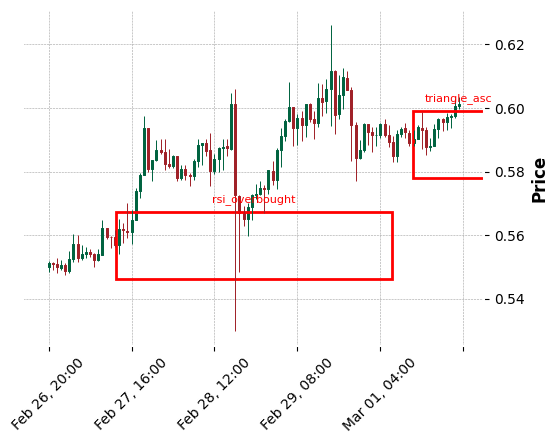 0.62
triangle_asc
0.60
0.58
rsi_overbought
0.56
0.54
Price
Feb 26, 20:00
Feb 27, 16:00
Feb 28, 12:00
Feb 29, 08:00
Mar 01, 04:00